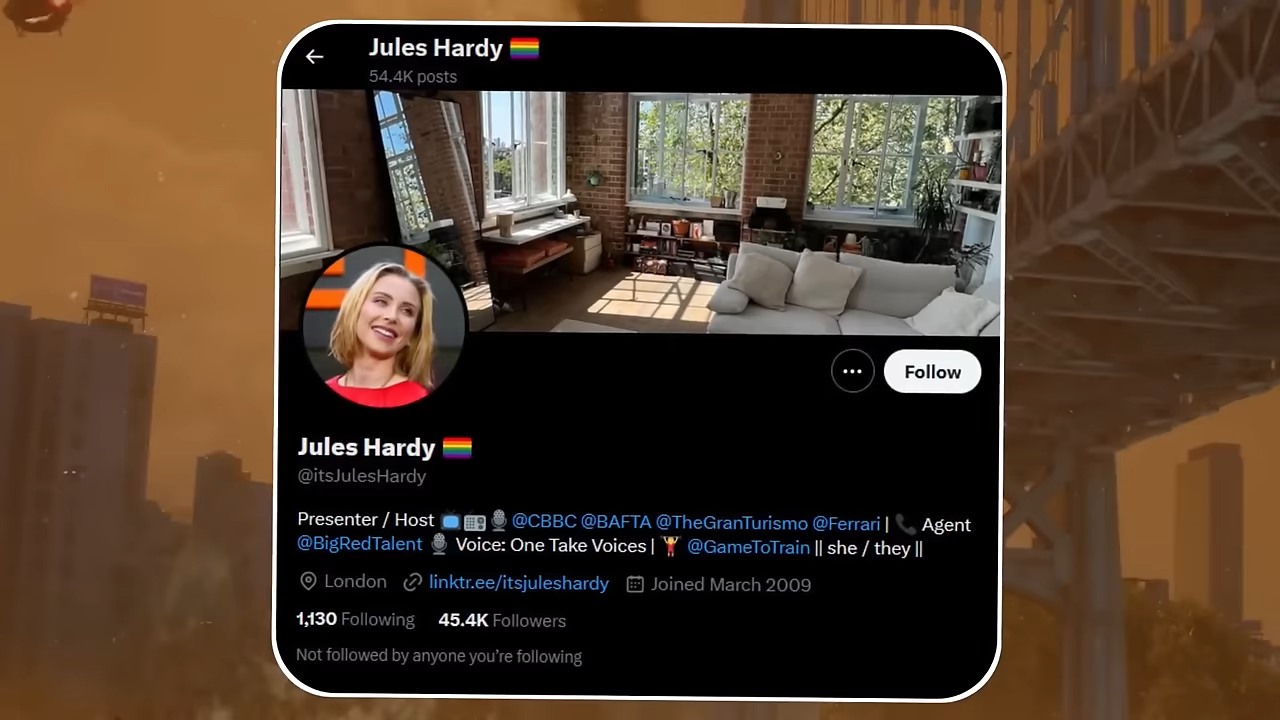 Jules Hardy 🏳️‍🌈
54.4K posts
Follow
Jules Hardy 🏳️‍🌈
@itsJulesHardy
Presenter / Host 📺📻🎙️@CBBC @BAFTA @TheGranTurismo @Ferrari | 📞 Agent
@BigRedTalent 🎙️ Voice: One Take Voices | 🏋️ @GameToTrain || she / they ||
London linktr.ee/itsjuleshardy Joined March 2009
1,130 Following 45.4K Followers
Not followed by anyone you're following